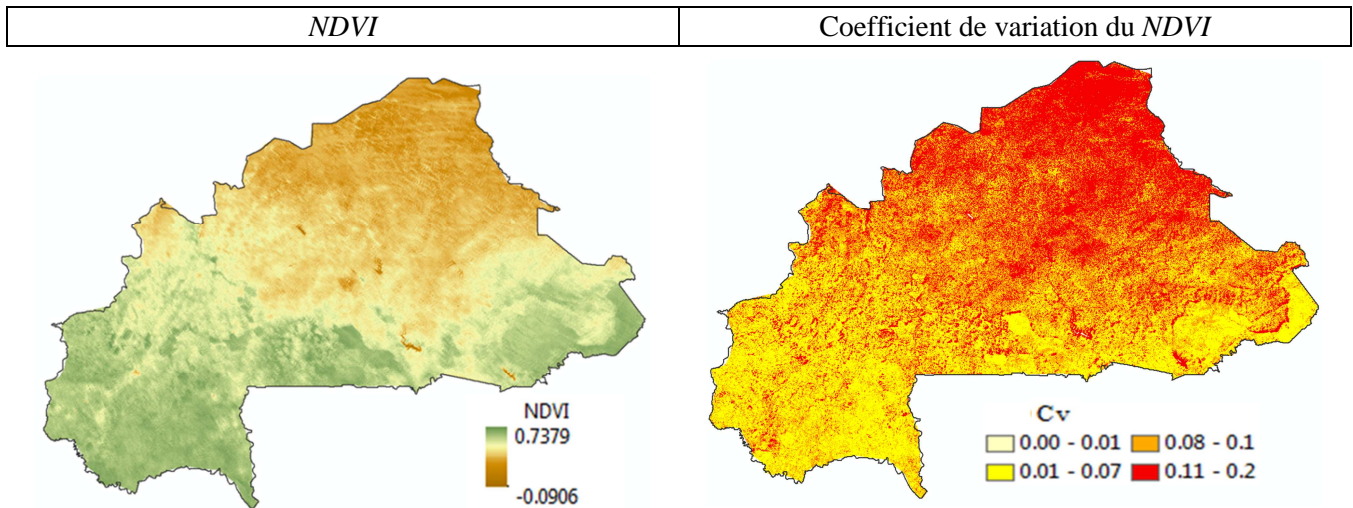 NDVI
Coefficient de variation du NDVI
NDVI
0.7379
-0.0906
Cv
0.00 - 0.01
0.08 - 0.1
0.01 - 0.07
0.11 - 0.2